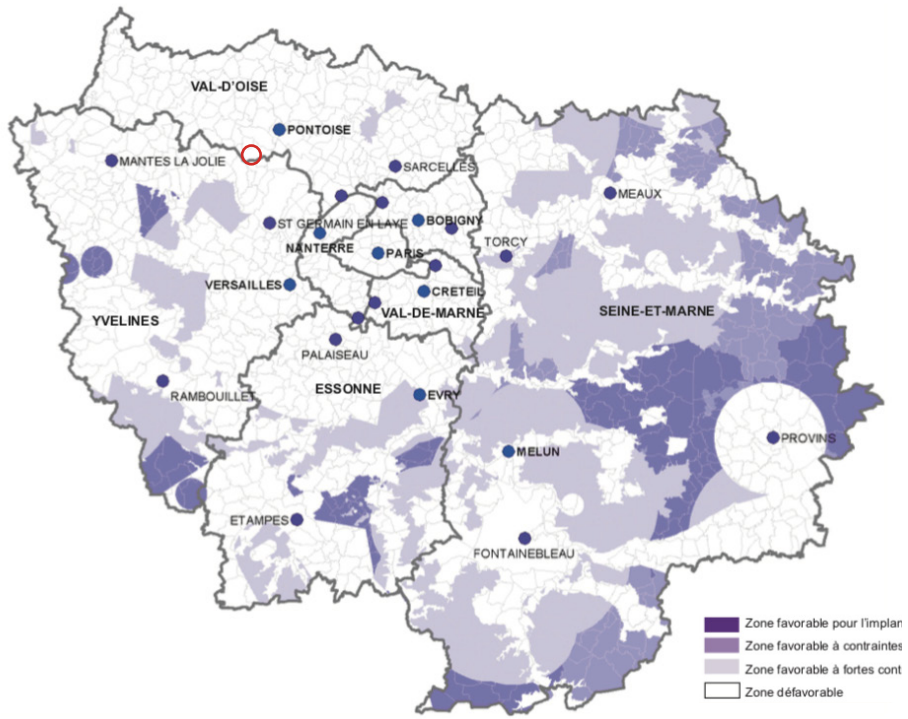 VAL-D'OISE
PONTOISE
MANTES LA JOLIE
SARCELLES
MEAUX
ST GERMAIN EN LAYE
BOBIGNY
NANTERRE
PARIS
TORCY
VERSAILLES
CRETEIL
VAL-DE-MARNE
SEINE-ET-MARNE
YVELINES
PALAISEAU
ESSONNE
RAMBOUILLET
EVRY
PROVINS
MELUN
ETAMPES
FONTAINEBLEAU
Zone favorable pour l'implan
Zone favorable à contraintes
Zone favorable à fortes cont
Zone défavorable